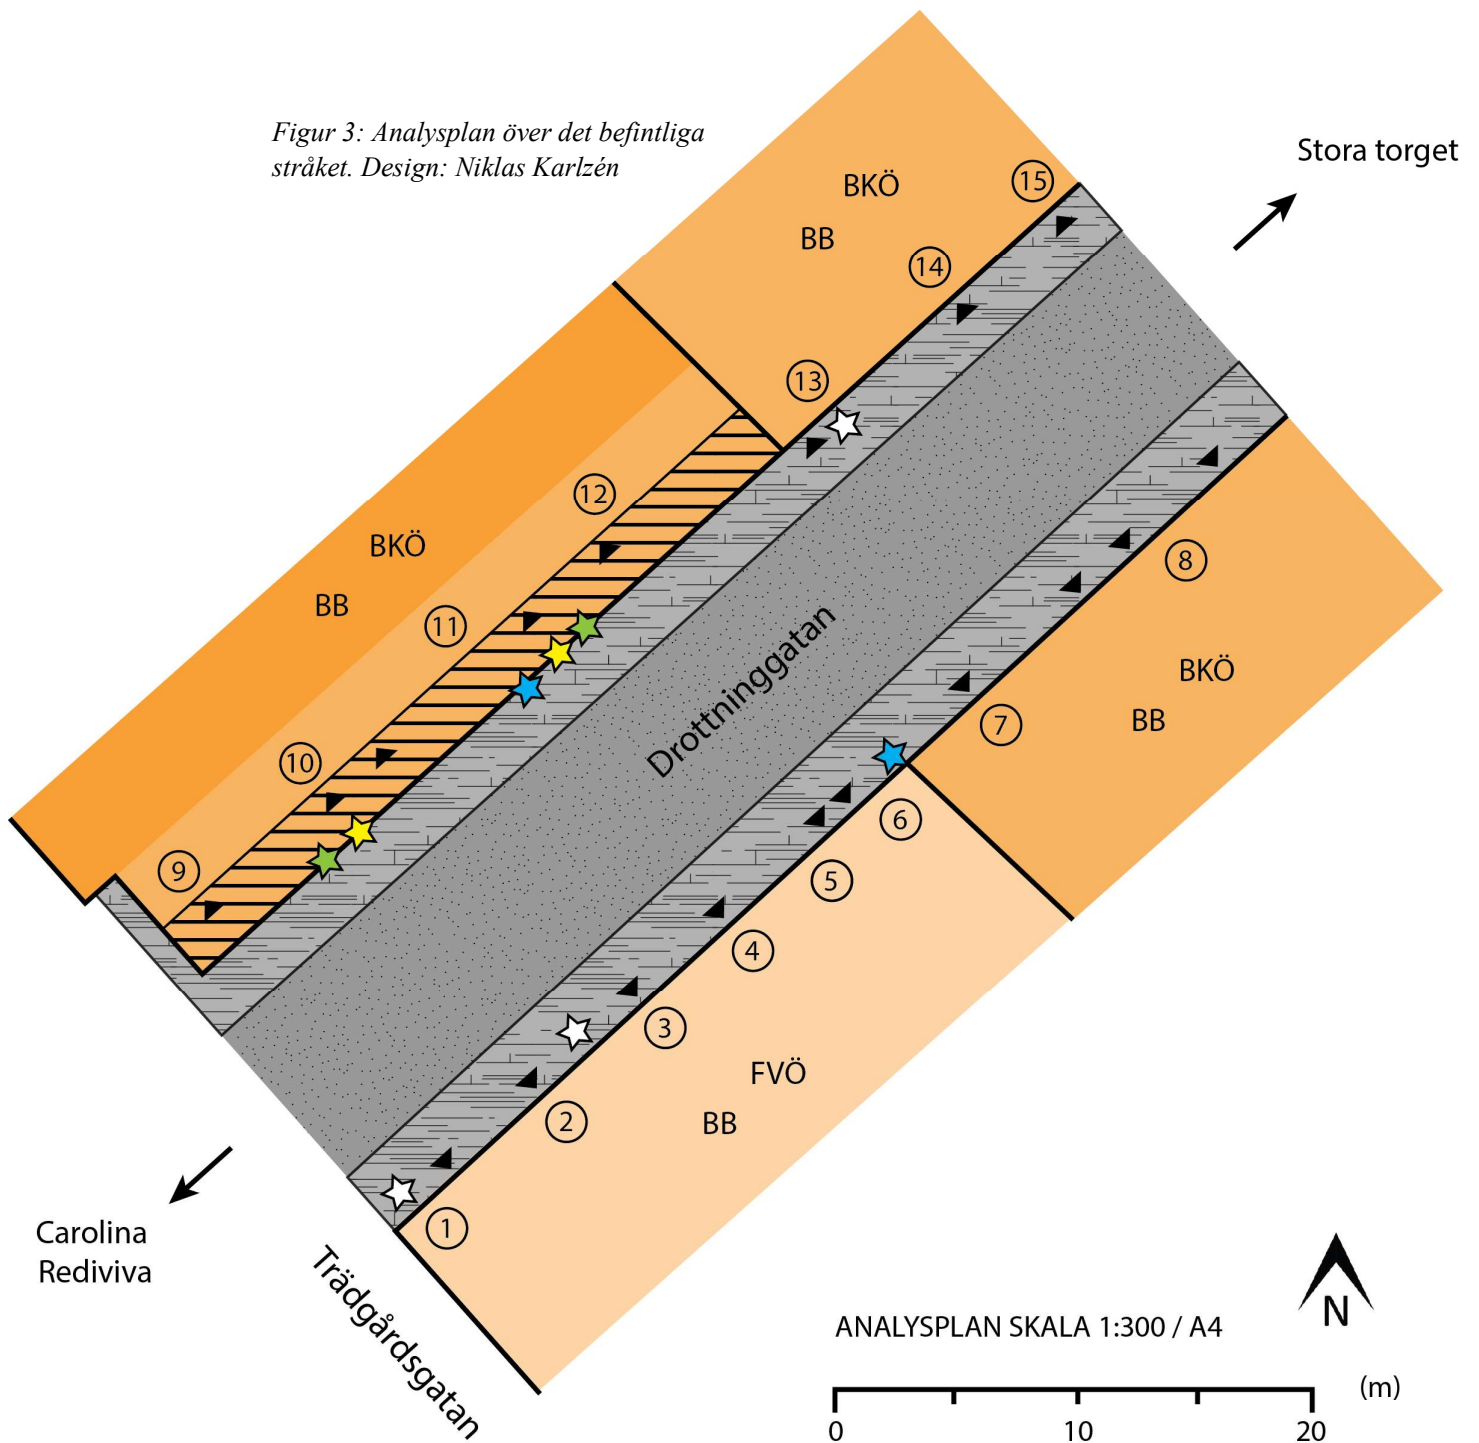 Figur 3: Analysplan över det befintliga
stråket. Design: Niklas Karlzén
Stora torget
BKÖ
BB
15
14
13
12
11
10
9
BKÖ
BB
Drottninggatan
8
7
6
5
4
3
2
1
BKÖ
BB
FVÖ
BB
Carolina
Rediviva
Trädgårdsgatan
N
ANALYSPLAN SKALA 1:300 / A4
(m)
0 10 20